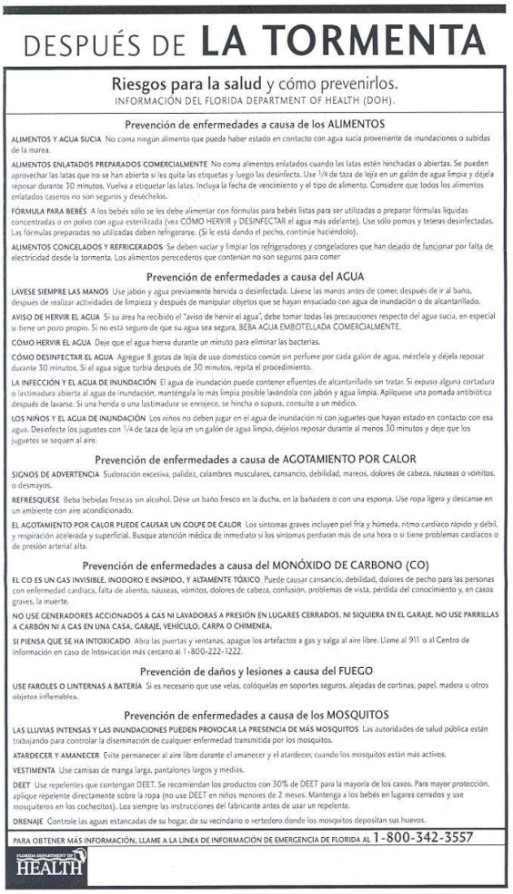 DESPUÉS DE LA TORMENTA
Riesgos para la salud y cómo prevenirlos.
INFORMACIÓN DEL FLORIDA DEPARTMENT OF HEALTH (DOH).
Prevención de enfermedades a causa de los ALIMENTOS
ALIMENTOS Y AGUA SUCIA No coma ningún alimento que pueda haber estado en contacto con agua sucia proveniente de inundaciones o subidas
de la marea.
ALIMENTOS ENLATADOS PREPARADOS COMERCIALMENTE No coma alimentos enlatados cuando las latas estén hinchadas o abiertas. Se pueden
aprovechar las latas que no se han abierto si les quita las etiquetas y luego las desinfecta. Use 1/4 de taza de lejía en un galón de agua limpia y déjela
reposar durante 30 minutos. Vuelva a etiquetar las latas. Incluya la fecha de vencimiento y el tipo de alimento. Considere que todos los alimentos
enlatados caseros no son seguros y deséchelos.
FÓRMULA PARA BEBÉS A los bebés sólo se les debe alimentar con fórmulas para bebés listas para ser utilizadas o preparar fórmulas líquidas
concentradas o en polvo con agua esterilizada (vea CÓMO HERVIR y DESINFECTAR el agua más adelante). Use sólo pomos y teteras desinfectadas.
Las fórmulas preparadas no utilizadas deben refrigerarse. (Si le está dando el pecho, continúe haciéndolo).
ALIMENTOS CONGELADOS Y REFRIGERADOS Se deben vaciar y limpiar los refrigeradores y congeladores que han dejado de funcionar por falta de
electricidad desde la tormenta. Los alimentos perecederos que contenían no son seguros para comer
Prevención de enfermedades a causa del AGUA
LÁVESE SIEMPRE LAS MANOS Use jabón y agua previamente hervida o desinfectada. Lávese las manos antes de comer, después de ir al baño,
después de realizar actividades de limpieza y después de manipular objetos que se hayan ensuciado con agua de inundación o de alcantarillado.
AVISO DE HERVIR EL AGUA Si su área ha recibido el "aviso de hervir el agua", debe tomar todas las precauciones respecto del agua sucia, en especial
si tiene un pozo propio. Si no está seguro de que su agua sea segura, BEBA AGUA EMBOTELLADA COMERCIALMENTE.
CÓMO HERVIR EL AGUA Deje que el agua hierva durante un minuto para eliminar las bacterias.
CÓMO DESINFECTAR EL AGUA Agregue 8 gotas de lejía de uso doméstico común sin perfume por cada galón de agua, mézclela y déjela reposar
durante 30 minutos. Si el agua sigue turbia después de 30 minutos, repita el procedimiento.
LA INFECCIÓN Y EL AGUA DE INUNDACIÓN El agua de inundación puede contener efluentes de alcantarillado sin tratar. Si expuso alguna cortadura
o lastimadura abierta al agua de inundación, manténgala lo más limpia posible lavándola con jabón y agua limpia. Aplíquese una pomada antibiótica
después de lavarse. Si una herida o una lastimadura se enrojece, se hincha o supura, consulte a un médico.
LOS NIÑOS Y EL AGUA DE INUNDACIÓN Los niños no deben jugar en el agua de inundación ni con juguetes que hayan estado en contacto con esa
agua. Desinfecte los juguetes con 1/4 de taza de lejía en un galón de agua limpia, déjelos reposar durante al menos 30 minutos y deje que los
juguetes se sequen al aire.
Prevención de enfermedades a causa de AGOTAMIENTO POR CALOR
SIGNOS DE ADVERTENCIA Sudoración excesiva, palidez, calambres musculares, cansancio, debilidad, mareos, dolores de cabeza, náuseas o vómitos,
o desmayos.
REFRÉSQUESE Beba bebidas frescas sin alcohol. Dése un baño fresco en la ducha, en la bañadera o con una esponja. Use ropa ligera y descanse en
un ambiente con aire acondicionado.
EL AGOTAMIENTO POR CALOR PUEDE CAUSAR UN GOLPE DE CALOR Los síntomas graves incluyen piel fría y húmeda, ritmo cardíaco rápido y débil,
y respiración acelerada y superficial. Busque atención médica de inmediato si los síntomas perduran más de una hora o si tiene problemas cardíacos o
de presión arterial alta.
Prevención de enfermedades a causa del MONÓXIDO DE CARBONO (CO)
EL CO ES UN GAS INVISIBLE, INODORO E INSÍPIDO, Y ALTAMENTE TÓXICO Puede causar cansancio, debilidad, dolores de pecho para las personas
con enfermedad cardíaca, falta de aliento, náuseas, vómitos, dolores de cabeza, confusión, problemas de vista, pérdida del conocimiento y, en casos
graves, la muerte.
NO USE GENERADORES ACCIONADOS A GAS NI LAVADORAS A PRESIÓN EN LUGARES CERRADOS, NI SIQUIERA EN EL GARAJE. NO USE PARRILLAS
A CARBÓN NI A GAS EN UNA CASA, GARAJE, VEHÍCULO, CARPA O CHIMENEA.
SI PIENSA QUE SE HA INTOXICADO Abra las puertas y ventanas, apague los artefactos a gas y salga al aire libre. Llame al 911 o al Centro de
Información en caso de Intoxicación más cercano al 1-800-222-1222.
Prevención de daños y lesiones a causa del FUEGO
USE FAROLES O LINTERNAS A BATERÍA Si es necesario que use velas, colóquelas en soportes seguros, alejadas de cortinas, papel, madera u otros
objetos inflamables.
Prevención de enfermedades a causa de los MOSQUITOS
LAS LLUVIAS INTENSAS Y LAS INUNDACIONES PUEDEN PROVOCAR LA PRESENCIA DE MÁS MOSQUITOS Las autoridades de salud pública están
trabajando para controlar la diseminación de cualquier enfermedad transmitida por los mosquitos.
ATARDECER Y AMANECER Evite permanecer al aire libre durante el amanecer y el atardecer, cuando los mosquitos están más activos.
VESTIMENTA Use camisas de manga larga, pantalones largos y medias.
DEET Use repelentes que contengan DEET. Se recomiendan los productos con 30% de DEET para la mayoría de los casos. Para mayor protección,
aplique repelente directamente sobre la ropa (no use DEET en niños menores de 2 meses. Mantenga a los bebés en lugares cerrados y use
mosquiteros en los cochecitos). Lea siempre las instrucciones del fabricante antes de usar un repelente.
DRENAJE Controle las aguas estancadas de su hogar, de su vecindario o vertedero donde los mosquitos depositan sus huevos.
PARA OBTENER MÁS INFORMACIÓN, LLAME A LA LÍNEA DE INFORMACIÓN DE EMERGENCIA DE FLORIDA AL 1-800-342-3557
FLORIDA DEPARTMENT OF
HEALTH